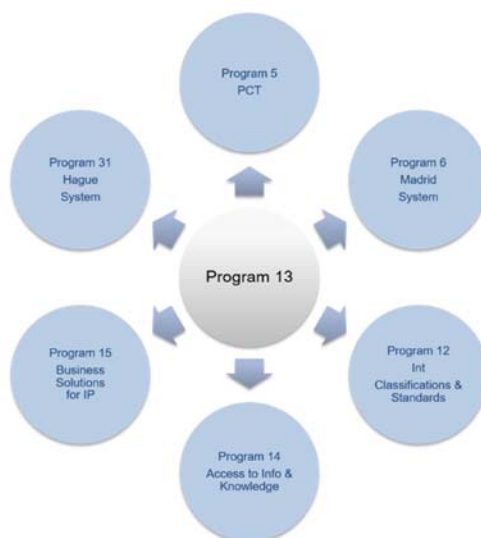 Program 5
PCT
Program 31
Hague
System
Program 6
Madrid
System
Program 13
Program 15
Business
Solutions
for IP
Program 12
Int
Classifications &
Standards
Program 14
Access to Info &
Knowledge